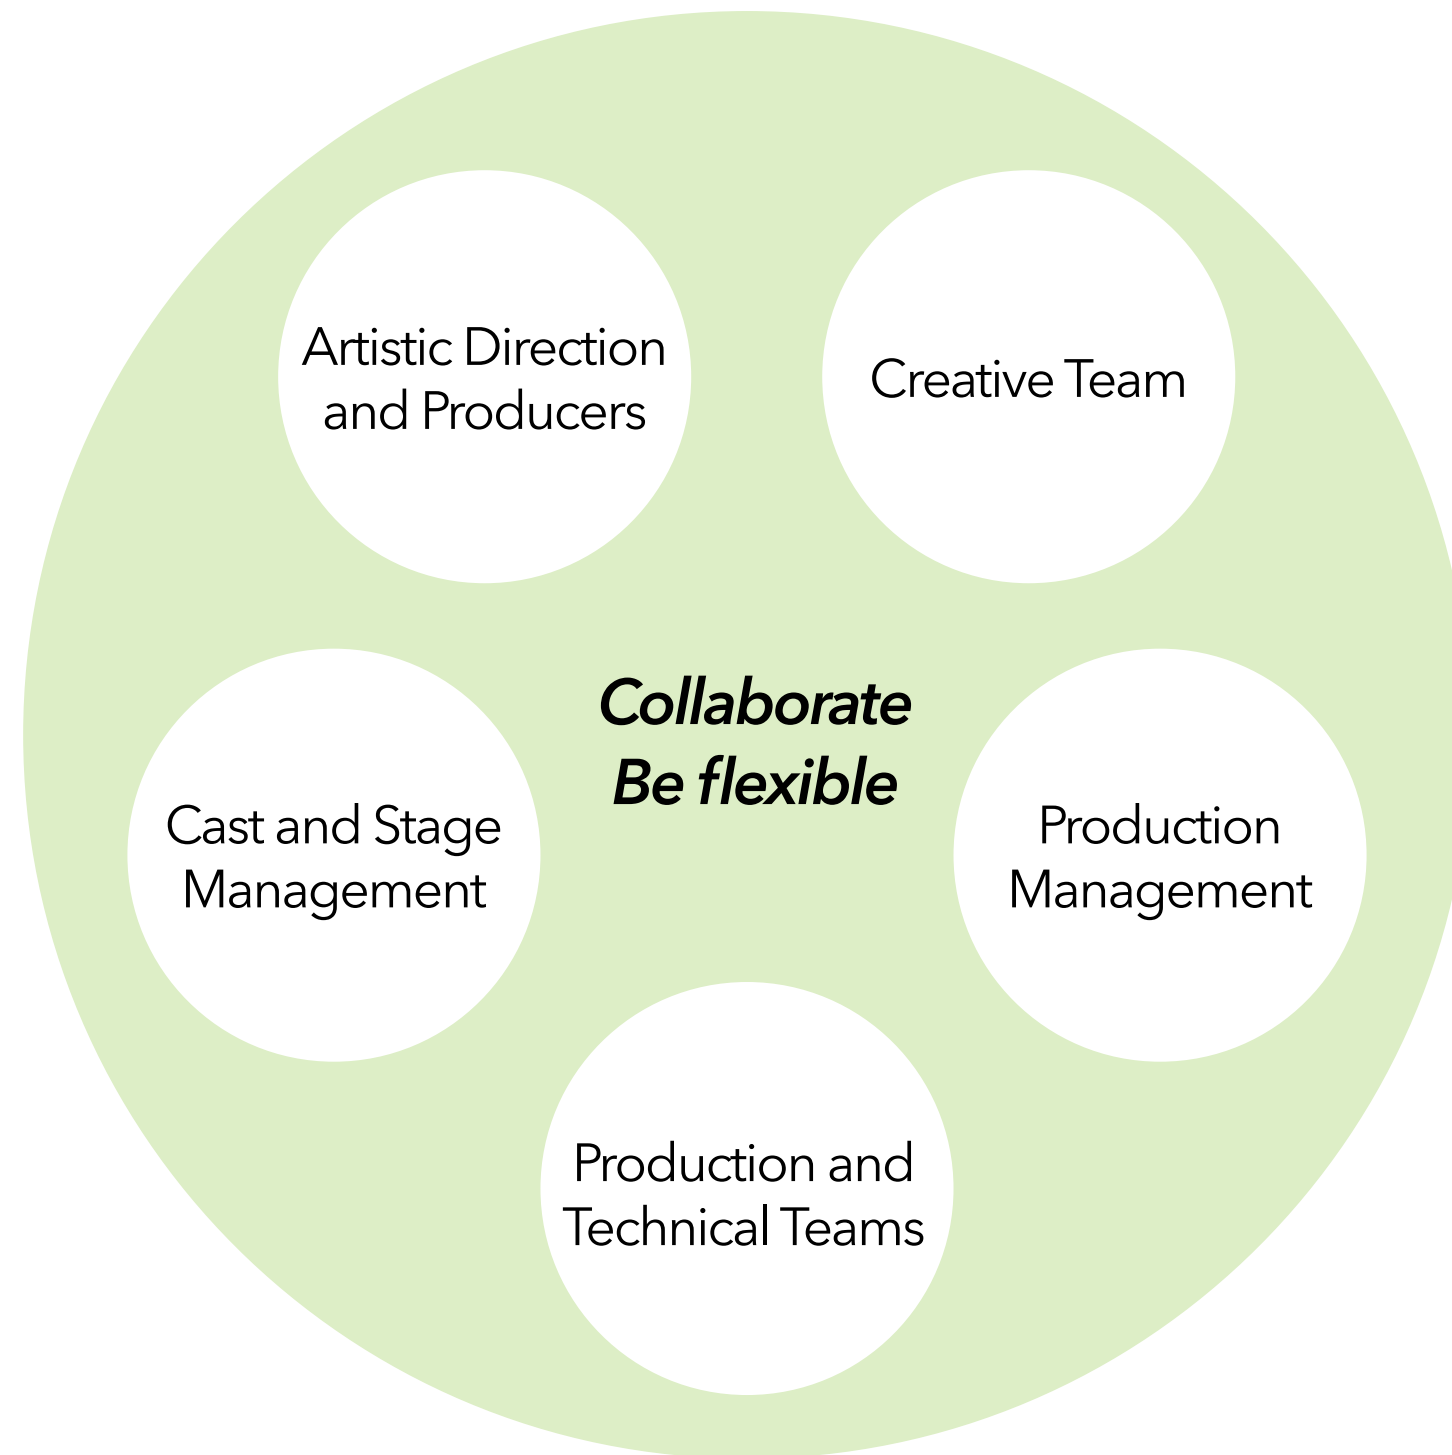 Artistic Direction
and Producers
Creative Team
Collaborate
Be flexible
Cast and Stage
Management
Production
Management
Production and
Technical Teams